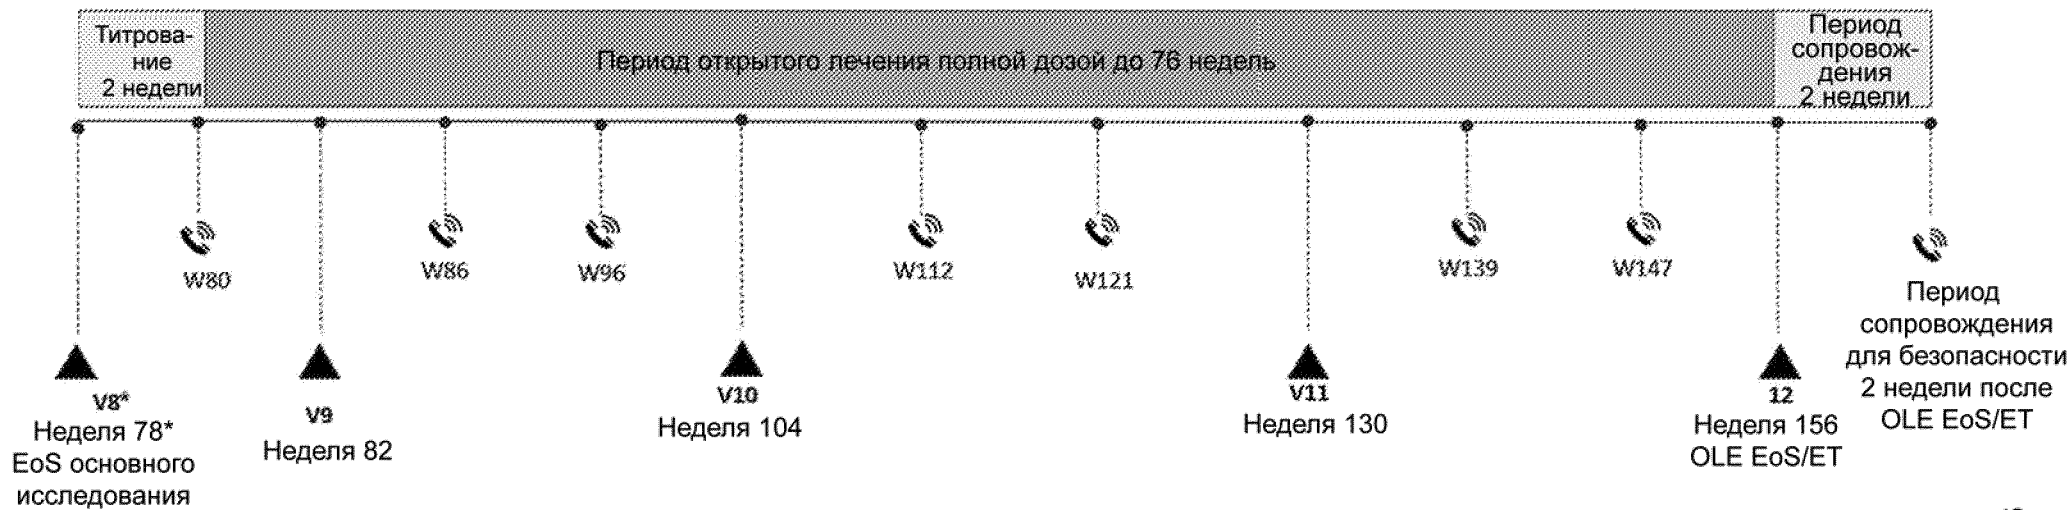 Титрова-
ние
2 недели
Период открытого лечения полной дозой до 76 недель
Период
сопровож-
дения
2 недели
W80
W86
W96
W112
W121
W139
W147
Период
сопровождения
для безопасности
2 недели после
OLE EoS/ET
V8*
Неделя 78*
EoS основного
исследования
V9
Неделя 82
V10
Неделя 104
V11
Неделя 130
12
Неделя 156
OLE EoS/ET